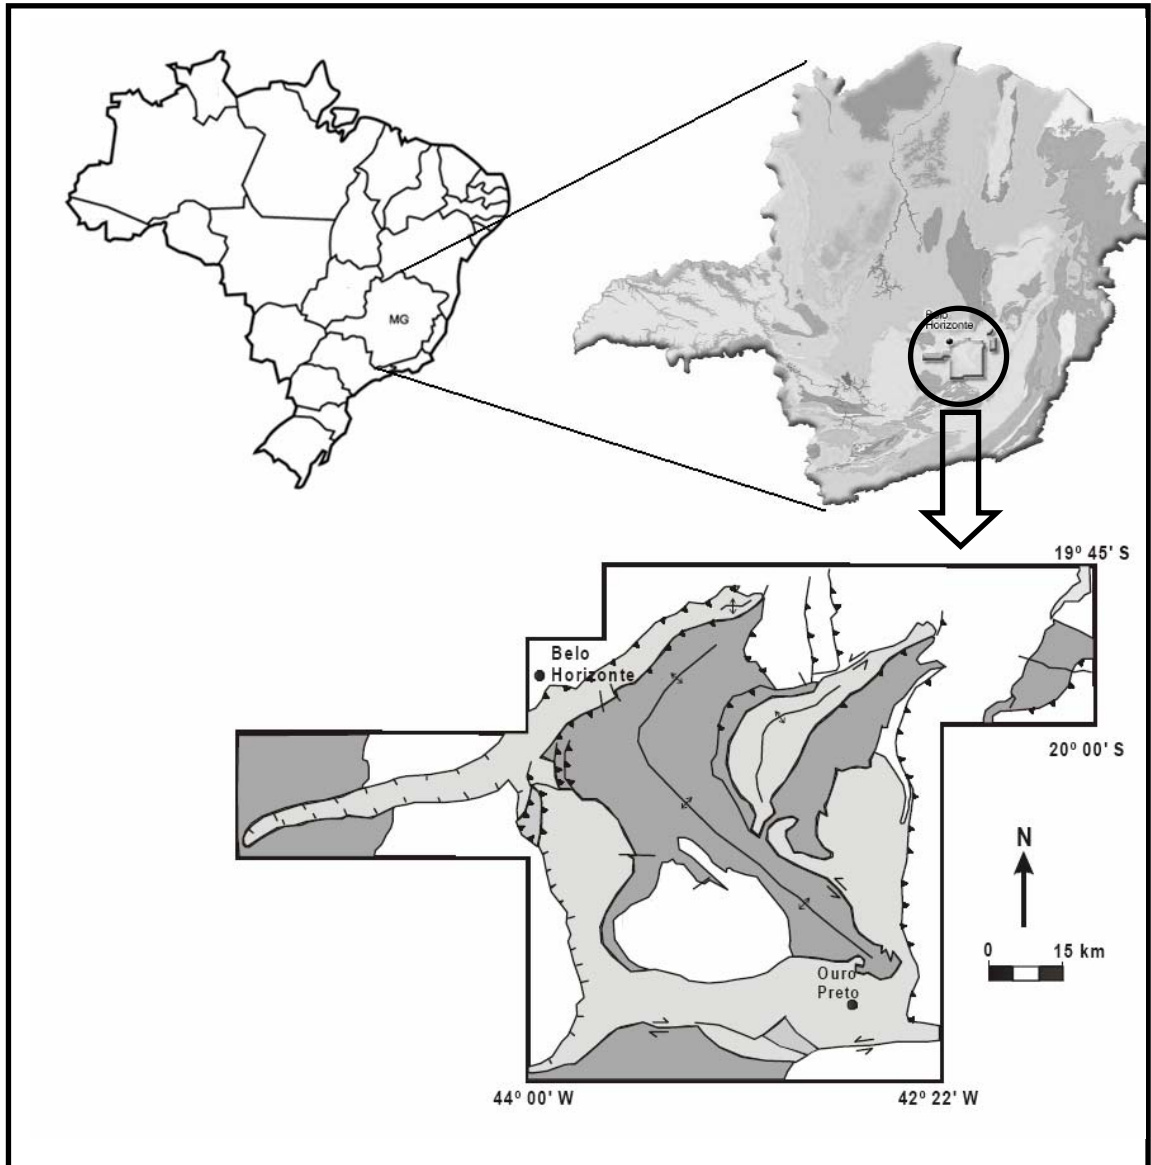 MG
Belo
Horizonte
19º 45' S
Belo
Horizonte
20º 00' S
N
0 15 km
Ouro
Preto
44º 00' W
42º 22' W